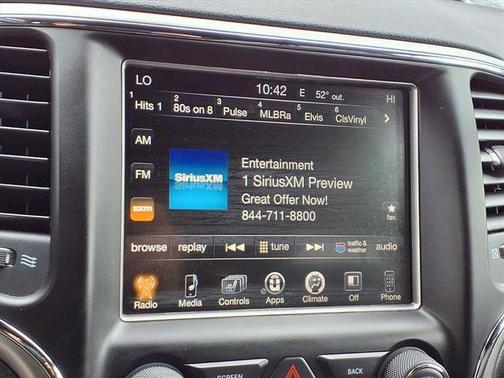 LO 10:42 E 52° out. HI
1 2 3 4 5 6
Hits 1 80s on 8 Pulse MLBRa Elvis ClsVinyl
AM
FM
sxm
SiriusXM
Entertainment
1 SiriusXM Preview
Great Offer Now!
844-711-8800
fav.
browse replay tune traffic & weather audio
Radio Media Controls Apps Climate Off Phone
SCREEN BACK